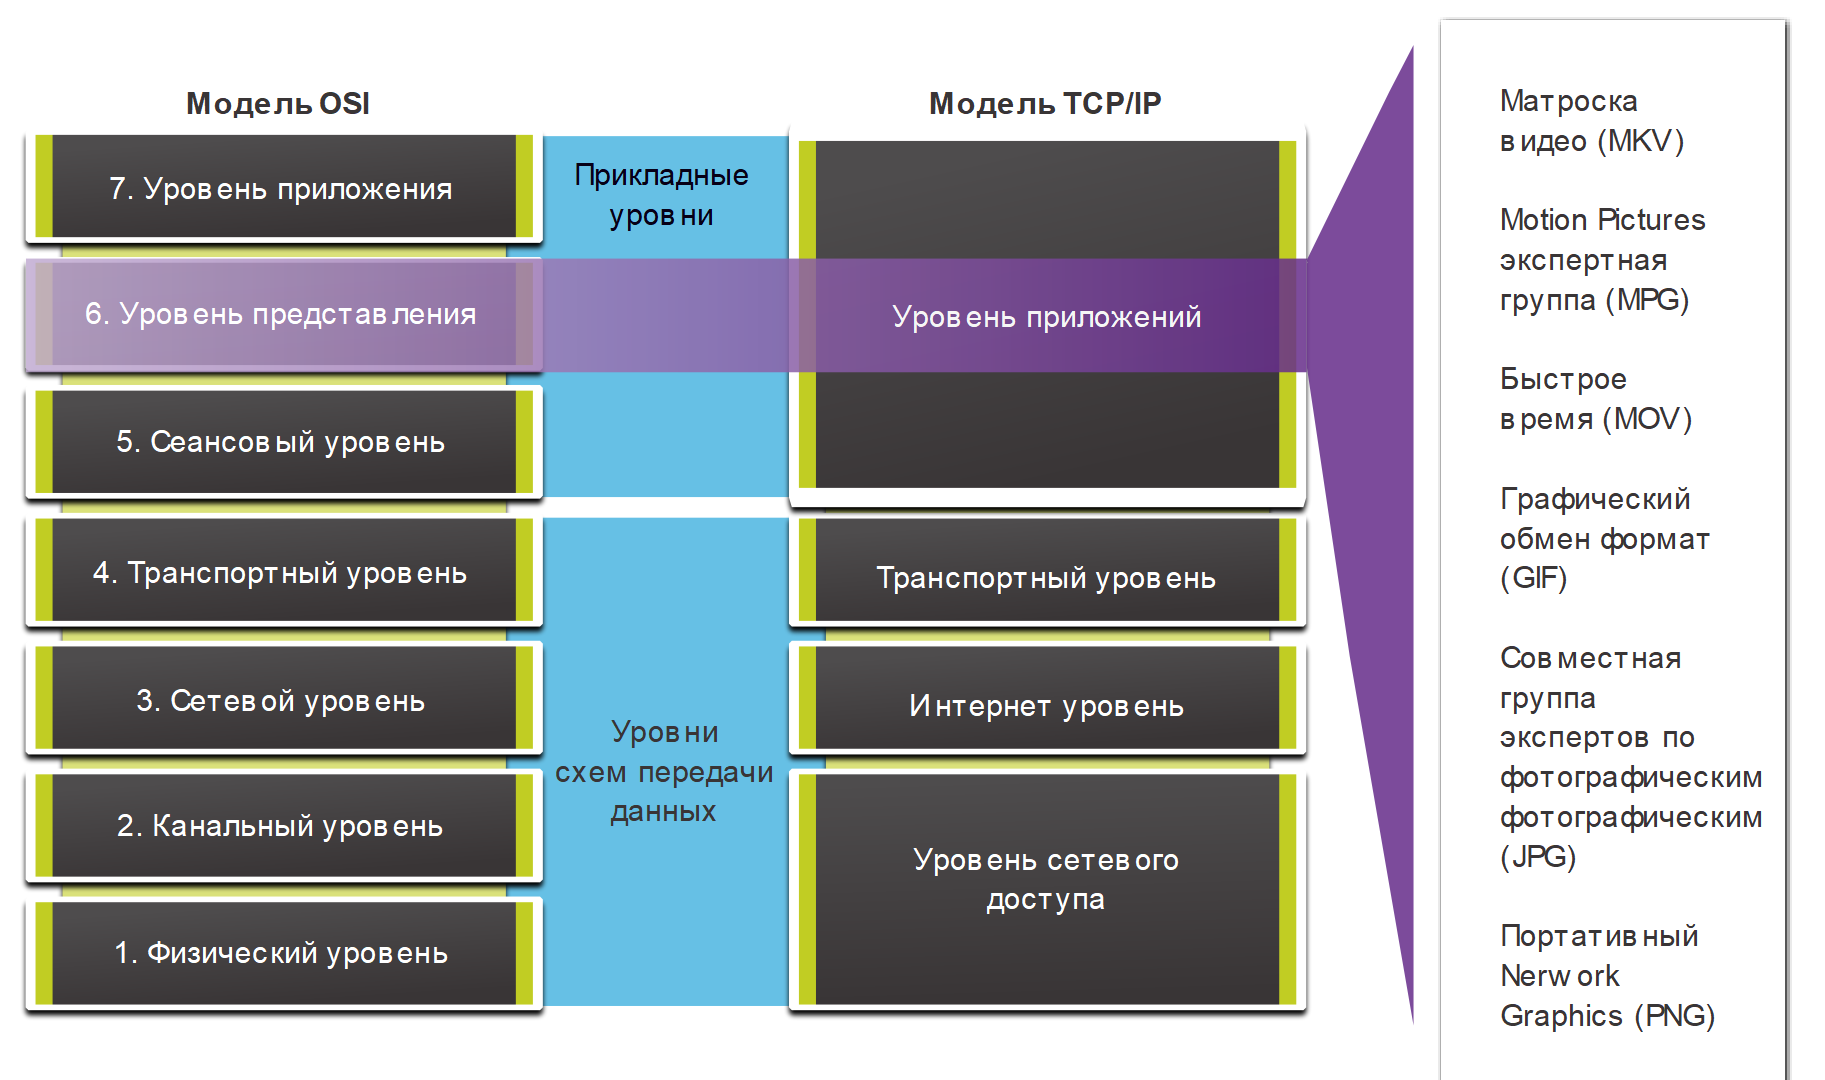 Модель OSI
7. Уровень приложения
6. Уровень представления
5. Сеансовый уровень
4. Транспортный уровень
3. Сетевой уровень
2. Канальный уровень
1. Физический уровень
Прикладные
уровни
Уровни
схем передачи
данных
Модель TCP/IP
Уровень приложений
Транспортный уровень
Интернет уровень
Уровень сетевого
доступа
Матроска
видео (MKV)
Motion Pictures
экспертная
группа (MPG)
Быстрое
время (MOV)
Графический
обмен формат
(GIF)
Совместная
группа
экспертов по
фотографическим
фотографическим
(JPG)
Портативный
Nerwork
Graphics (PNG)